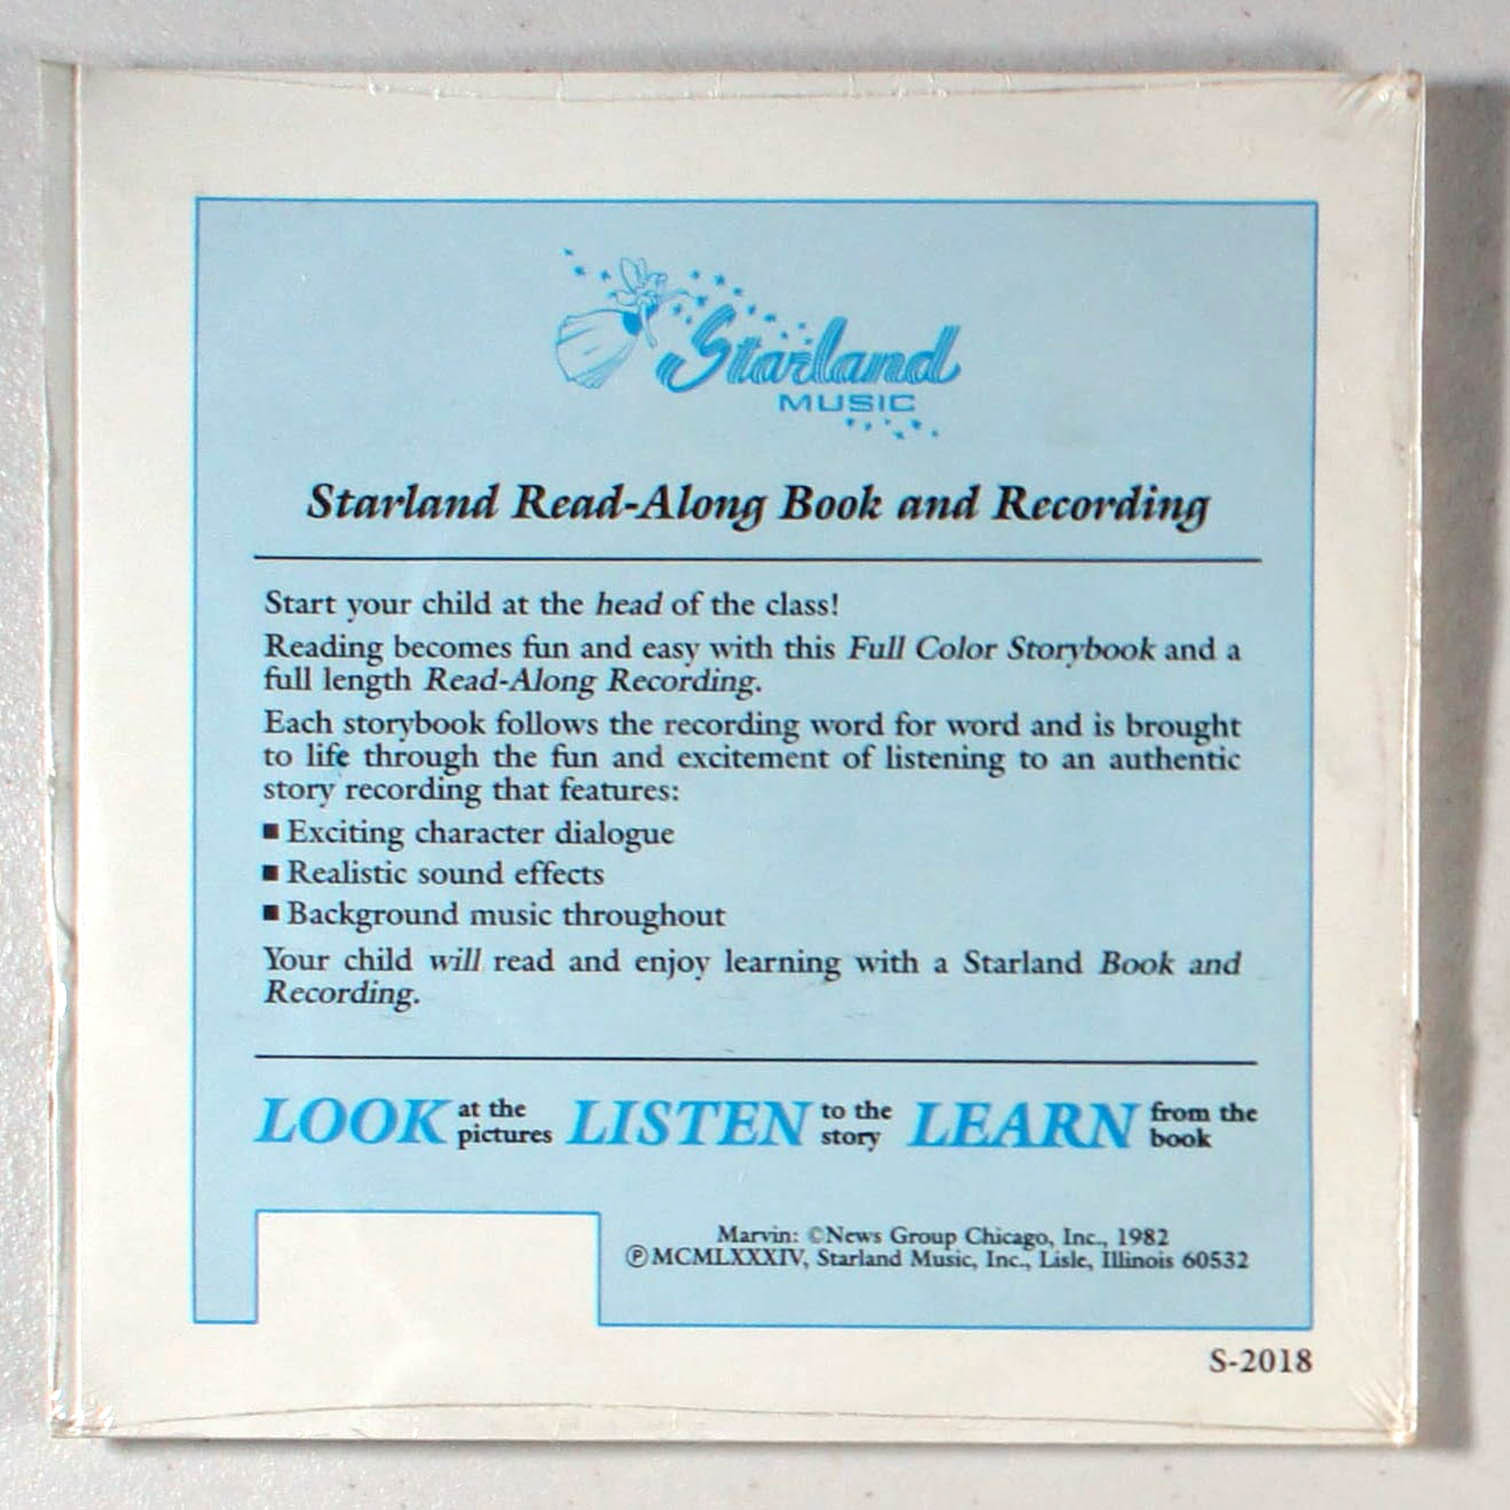 Starland
MUSIC
Starland Read-Along Book and Recording
Start your child at the head of the class!
Reading becomes fun and easy with this Full Color Storybook and a
full length Read-Along Recording.
Each storybook follows the recording word for word and is brought
to life through the fun and excitement of listening to an authentic
story recording that features:
■ Exciting character dialogue
■ Realistic sound effects
■ Background music throughout
Your child will read and enjoy learning with a Starland Book and
Recording.
LOOK at the pictures LISTEN to the story LEARN from the book
Marvin: ©News Group Chicago, Inc., 1982
℗MCMLXXXIV, Starland Music, Inc., Lisle, Illinois 60532
S-2018